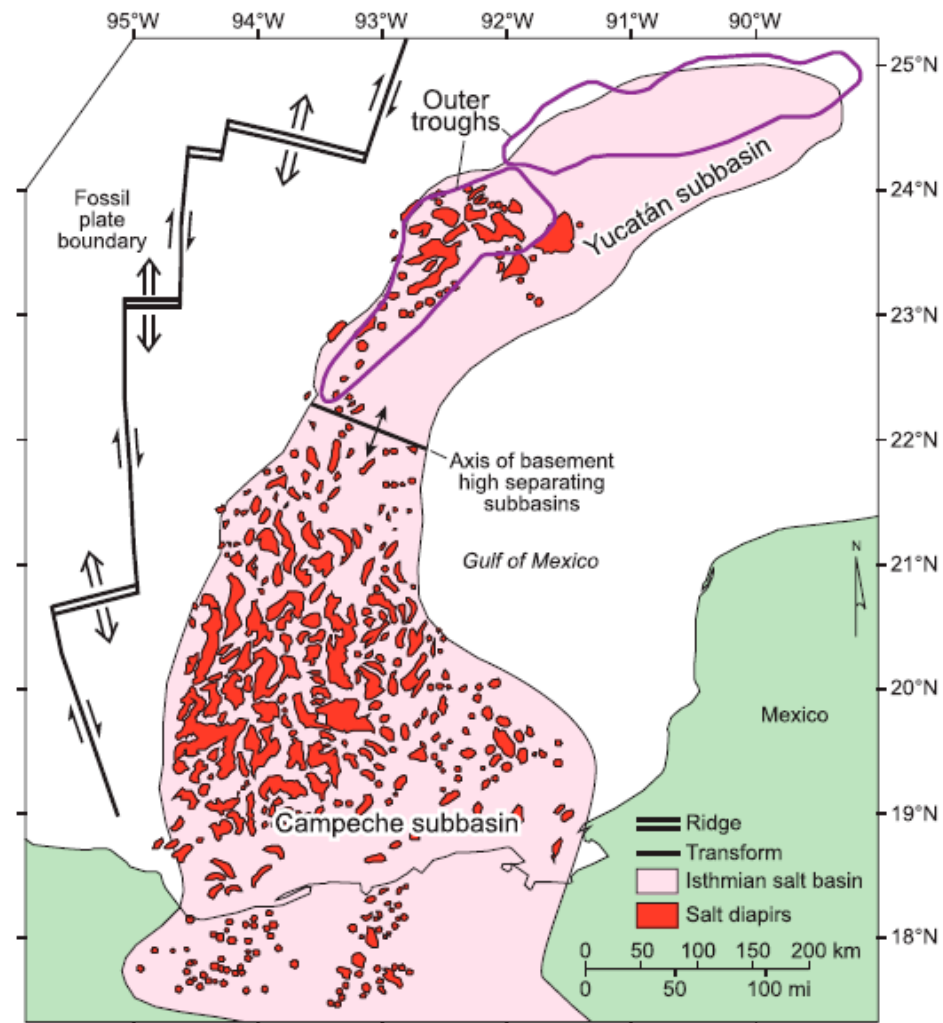 95°W 94°W 93°W 92°W 91°W 90°W
25°N
Outer
troughs
Yucatán subbasin
24°N
Fossil
plate
boundary
23°N
22°N
Axis of basement
high separating
subbasins
Gulf of Mexico
21°N
N
20°N
Mexico
19°N
Campeche subbasin
Ridge
Transform
Isthmian salt basin
Salt diapirs
18°N
0 50 100 150 200 km
0 50 100 mi